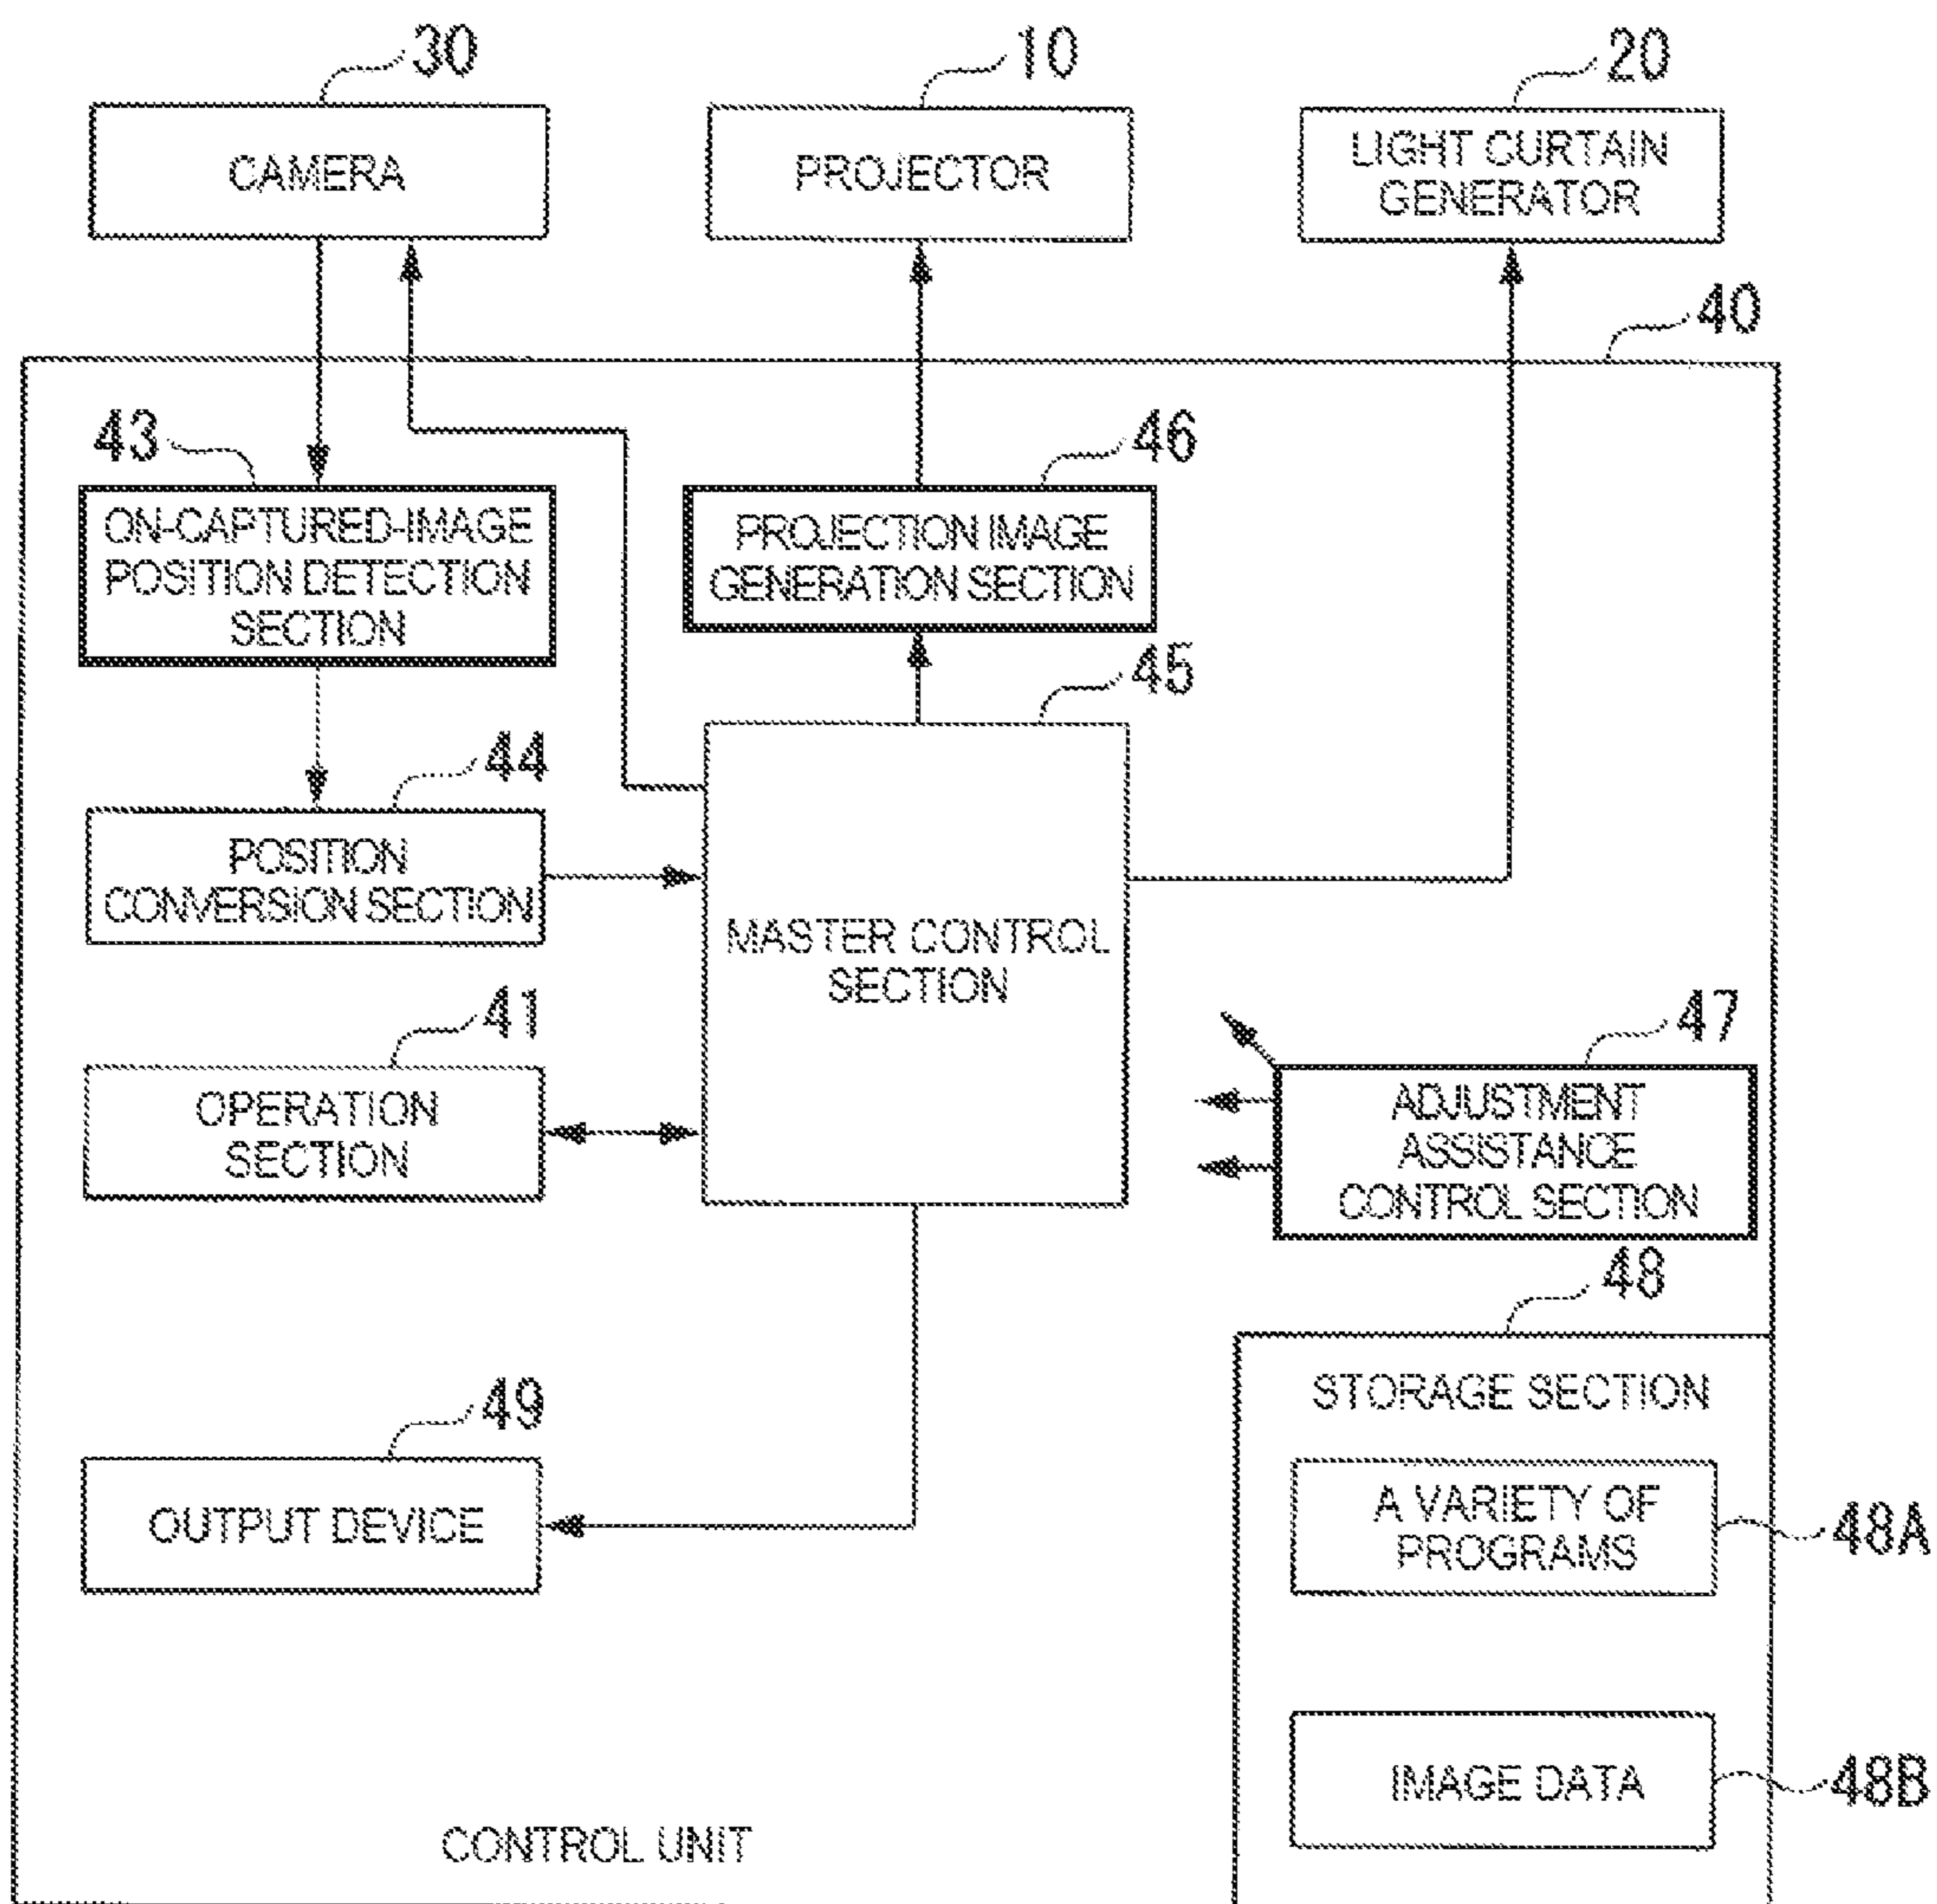 30
10
20
CAMERA
PROJECTOR
LIGHT CURTAIN
GENERATOR
40
43
46
ON-CAPTURED-IMAGE
POSITION DETECTION
SECTION
PROJECTION IMAGE
GENERATION SECTION
45
44
POSITION
CONVERSION SECTION
MASTER CONTROL
SECTION
41
47
OPERATION
SECTION
ADJUSTMENT
ASSISTANCE
CONTROL SECTION
48
STORAGE SECTION
49
OUTPUT DEVICE
A VARIETY OF
PROGRAMS
48A
IMAGE DATA
48B
CONTROL UNIT